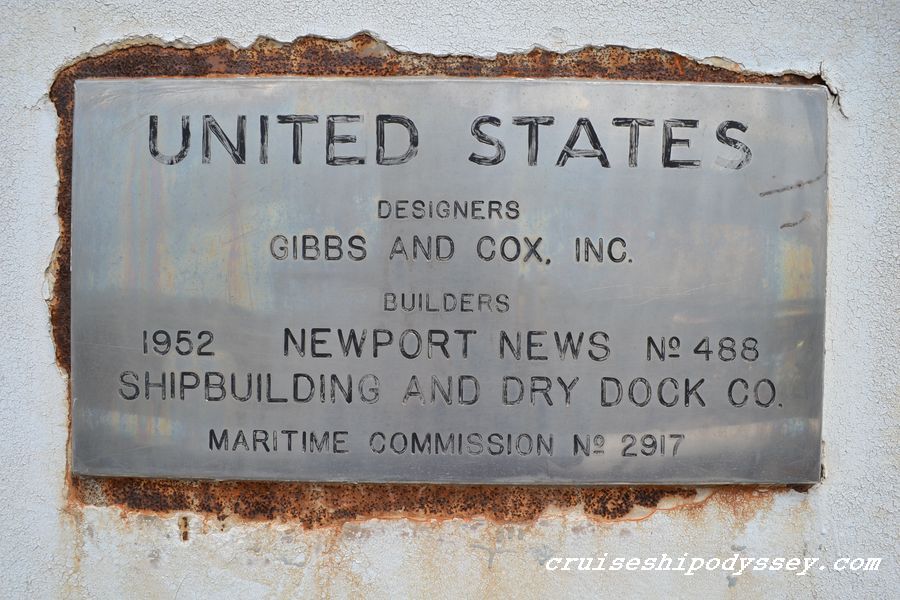 UNITED STATES
DESIGNERS
GIBBS AND COX, INC.
BUILDERS
1952 NEWPORT NEWS Nº 488
SHIPBUILDING AND DRY DOCK CO.
MARITIME COMMISSION Nº 2917
cruiseshipodyssey.com